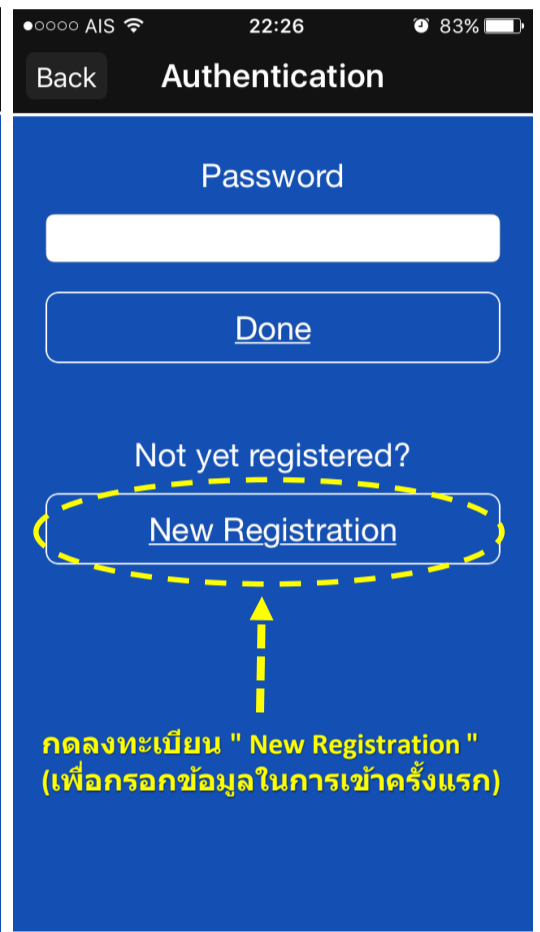 AIS 22:26 83%
Back Authentication
Password
Done
Not yet registered?
New Registration
กดลงทะเบียน " New Registration "
(เพื่อกรอกข้อมูลในการเข้าครั้งแรก)